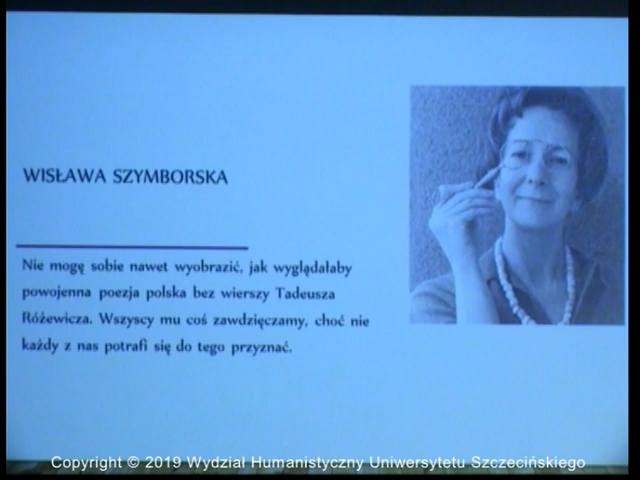 WISŁAWA SZYMBORSKA
Nie mogę sobie nawet wyobrazić, jak wyglądałaby
powojenna poezja polska bez wierszy Tadeusza
Różewicza. Wszyscy mu coś zawdzięczamy, choć nie
każdy z nas potrafi się do tego przyznać.
Copyright © 2019 Wydział Humanistyczny Uniwersytetu Szczecińskiego